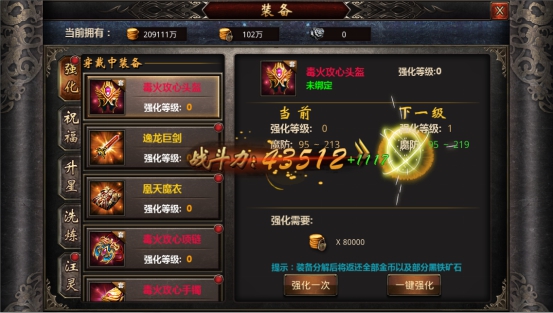 装备
当前拥有: 209111万 102万 0
强化
祝福
升星
洗炼
注灵
穿戴中装备
毒火攻心头盔
强化等级: 0
逸龙巨剑
强化等级: 0
凰天魔衣
强化等级: 0
毒火攻心项链
强化等级: 0
毒火攻心手镯
毒火攻心头盔
未绑定
强化等级:0
当前
下一级
强化等级: 0
强化等级: 1
魔防: 95 - 213
魔防: 95 - 219
战斗力:43512+1117
强化需要:
X 80000
提示:装备分解后将返还全部金币以及部分黑铁矿石
强化一次
一键强化